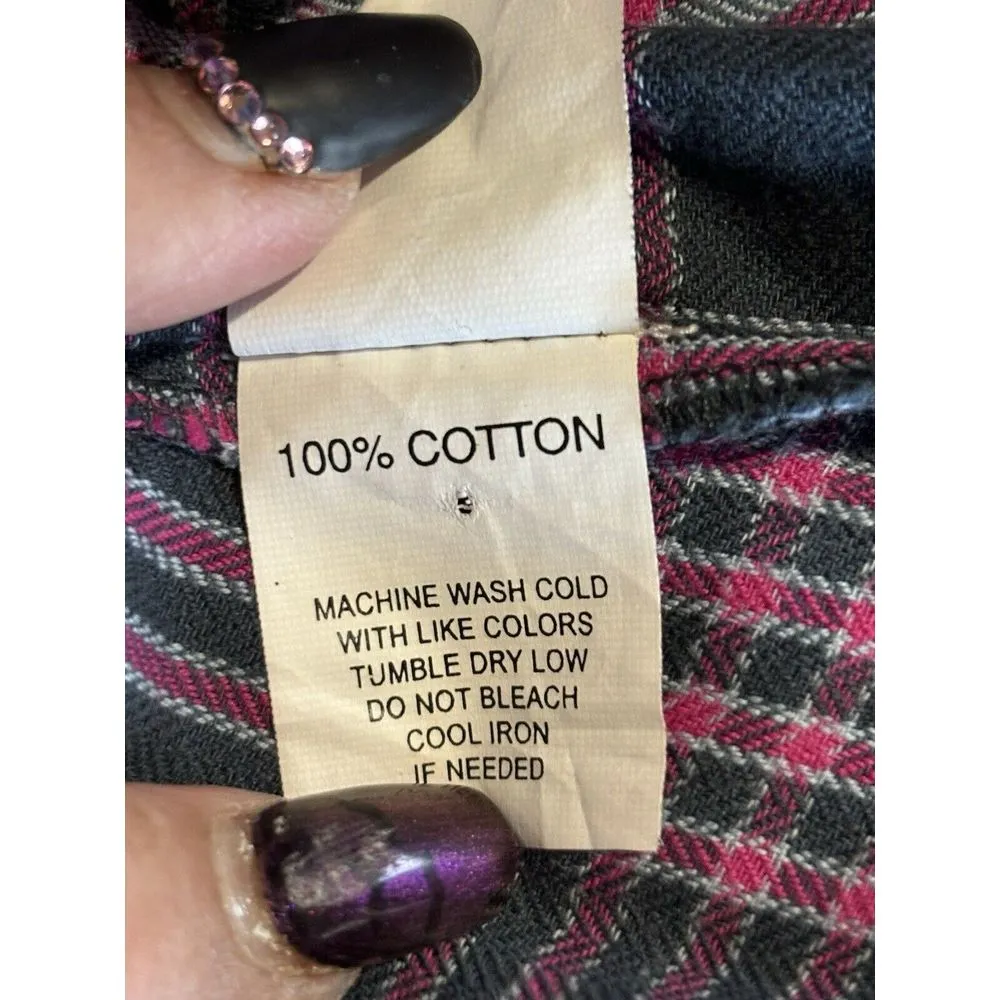 100% COTTON
MACHINE WASH COLD
WITH LIKE COLORS
TUMBLE DRY LOW
DO NOT BLEACH
COOL IRON
IF NEEDED